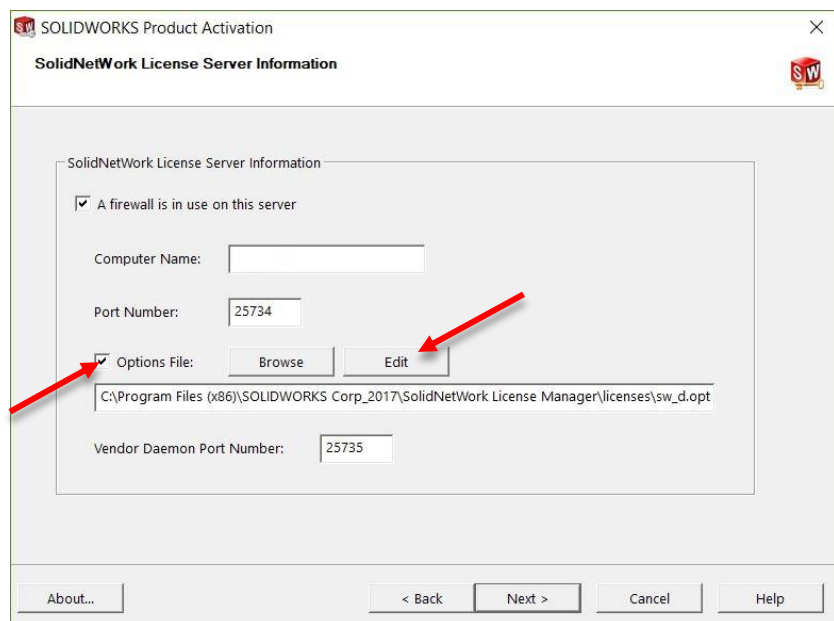 SOLIDWORKS Product Activation
SolidNetWork License Server Information
SW
SolidNetWork License Server Information
A firewall is in use on this server
Computer Name:
Port Number: 25734
Options File: Browse Edit
C:\Program Files (x86)\SOLIDWORKS Corp_2017\SolidNetWork License Manager\licenses\sw_d.opt
Vendor Daemon Port Number: 25735
About... < Back Next > Cancel Help